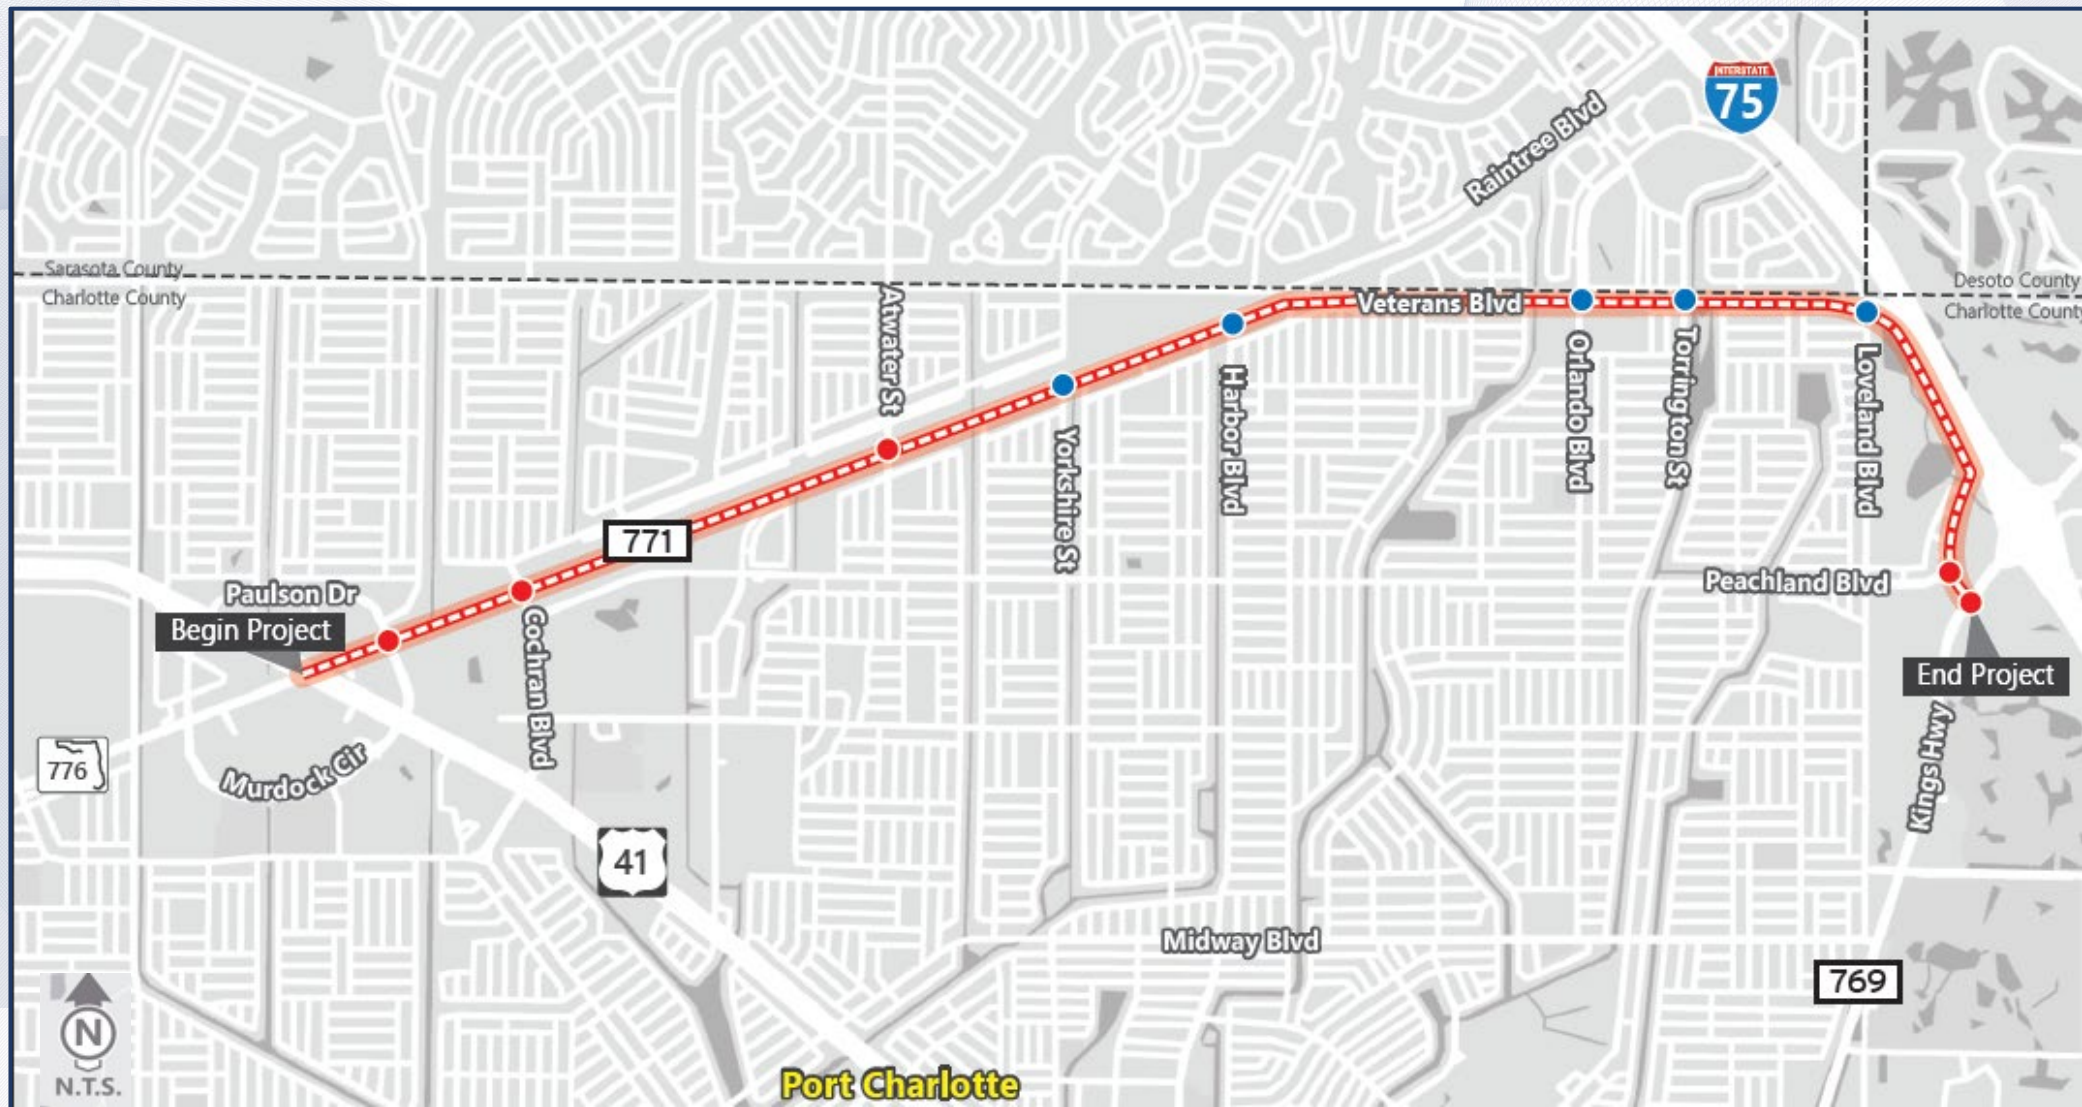 INTERSTATE
75
Raintree Blvd
Sarasota County
Charlotte County
Desoto County
Charlotte County
Veterans Blvd
Atwater St
Yorkshire St
Harbor Blvd
Orlando Blvd
Torrington St
Loveland Blvd
771
Paulson Dr
Begin Project
Cochran Blvd
Peachland Blvd
End Project
776
Murdock Cir
Kings Hwy
41
Midway Blvd
769
N
N.T.S.
Port Charlotte